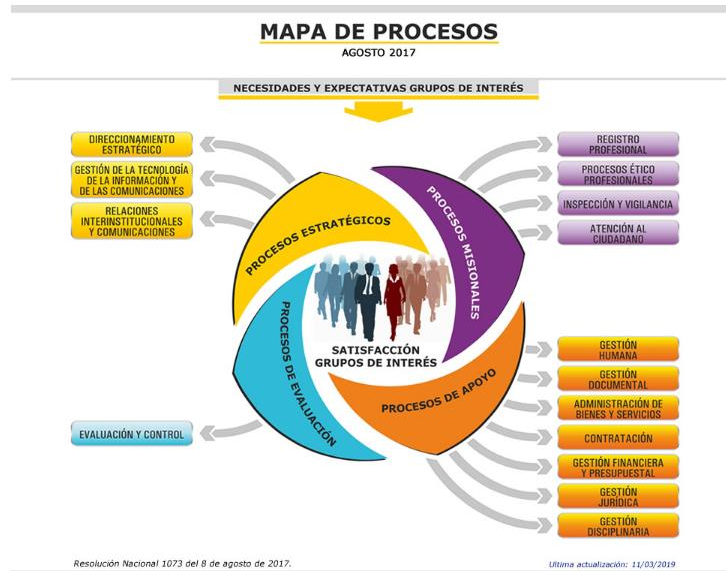 MAPA DE PROCESOS
AGOSTO 2017
NECESIDADES Y EXPECTATIVAS GRUPOS DE INTERÉS
DIRECCIONAMIENTO
ESTRATÉGICO
GESTIÓN DE LA TECNOLOGÍA
DE LA INFORMACIÓN Y
DE LAS COMUNICACIONES
RELACIONES
INTERINSTITUCIONALES
Y COMUNICACIONES
PROCESOS ESTRATÉGICOS
PROCESOS MISIONALES
REGISTRO
PROFESIONAL
PROCESOS ÉTICO
PROFESIONALES
INSPECCIÓN Y VIGILANCIA
ATENCIÓN AL
CIUDADANO
SATISFACCIÓN
GRUPOS DE INTERÉS
PROCESOS DE EVALUACIÓN
EVALUACIÓN Y CONTROL
PROCESOS DE APOYO
GESTIÓN
HUMANA
GESTIÓN
DOCUMENTAL
ADMINISTRACIÓN DE
BIENES Y SERVICIOS
CONTRATACIÓN
GESTIÓN FINANCIERA
Y PRESUPUESTAL
GESTIÓN
JURÍDICA
GESTIÓN
DISCIPLINARIA
Resolución Nacional 1073 del 8 de agosto de 2017.
Ultima actualización: 11/03/2019